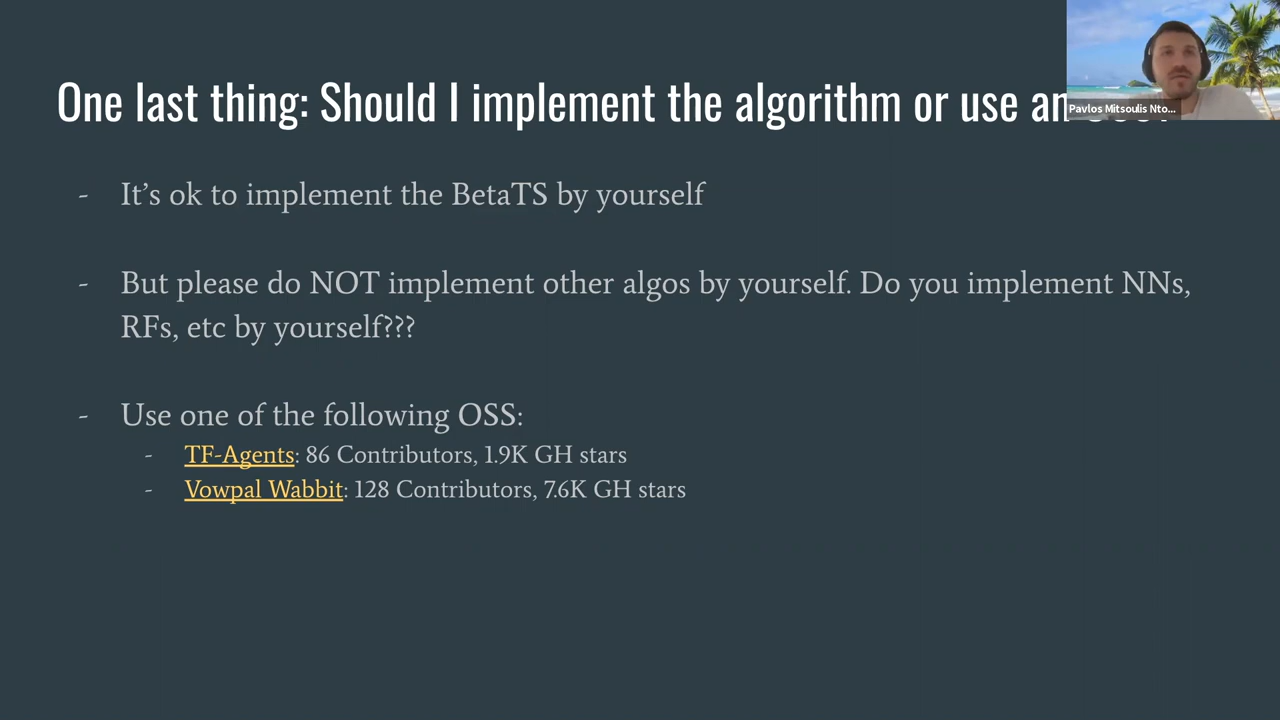 One last thing: Should I implement the algorithm or use an
Pavlos Mitsoulis Nto...
- It's ok to implement the BetaTS by yourself
- But please do NOT implement other algos by yourself. Do you implement NNs,
RFs, etc by yourself???
- Use one of the following OSS:
- TF-Agents: 86 Contributors, 1.9K GH stars
- Vowpal Wabbit: 128 Contributors, 7.6K GH stars